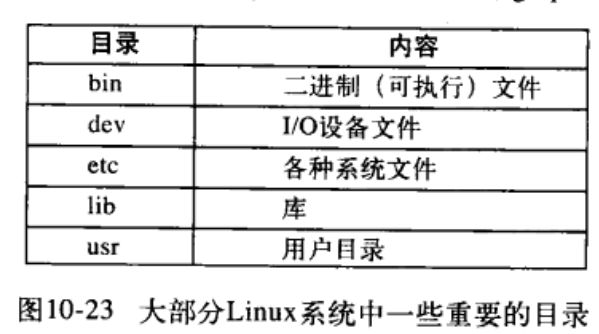 目录 内容
bin 二进制（可执行）文件
dev I/O设备文件
etc 各种系统文件
lib 库
usr 用户目录
图10-23 大部分Linux系统中一些重要的目录